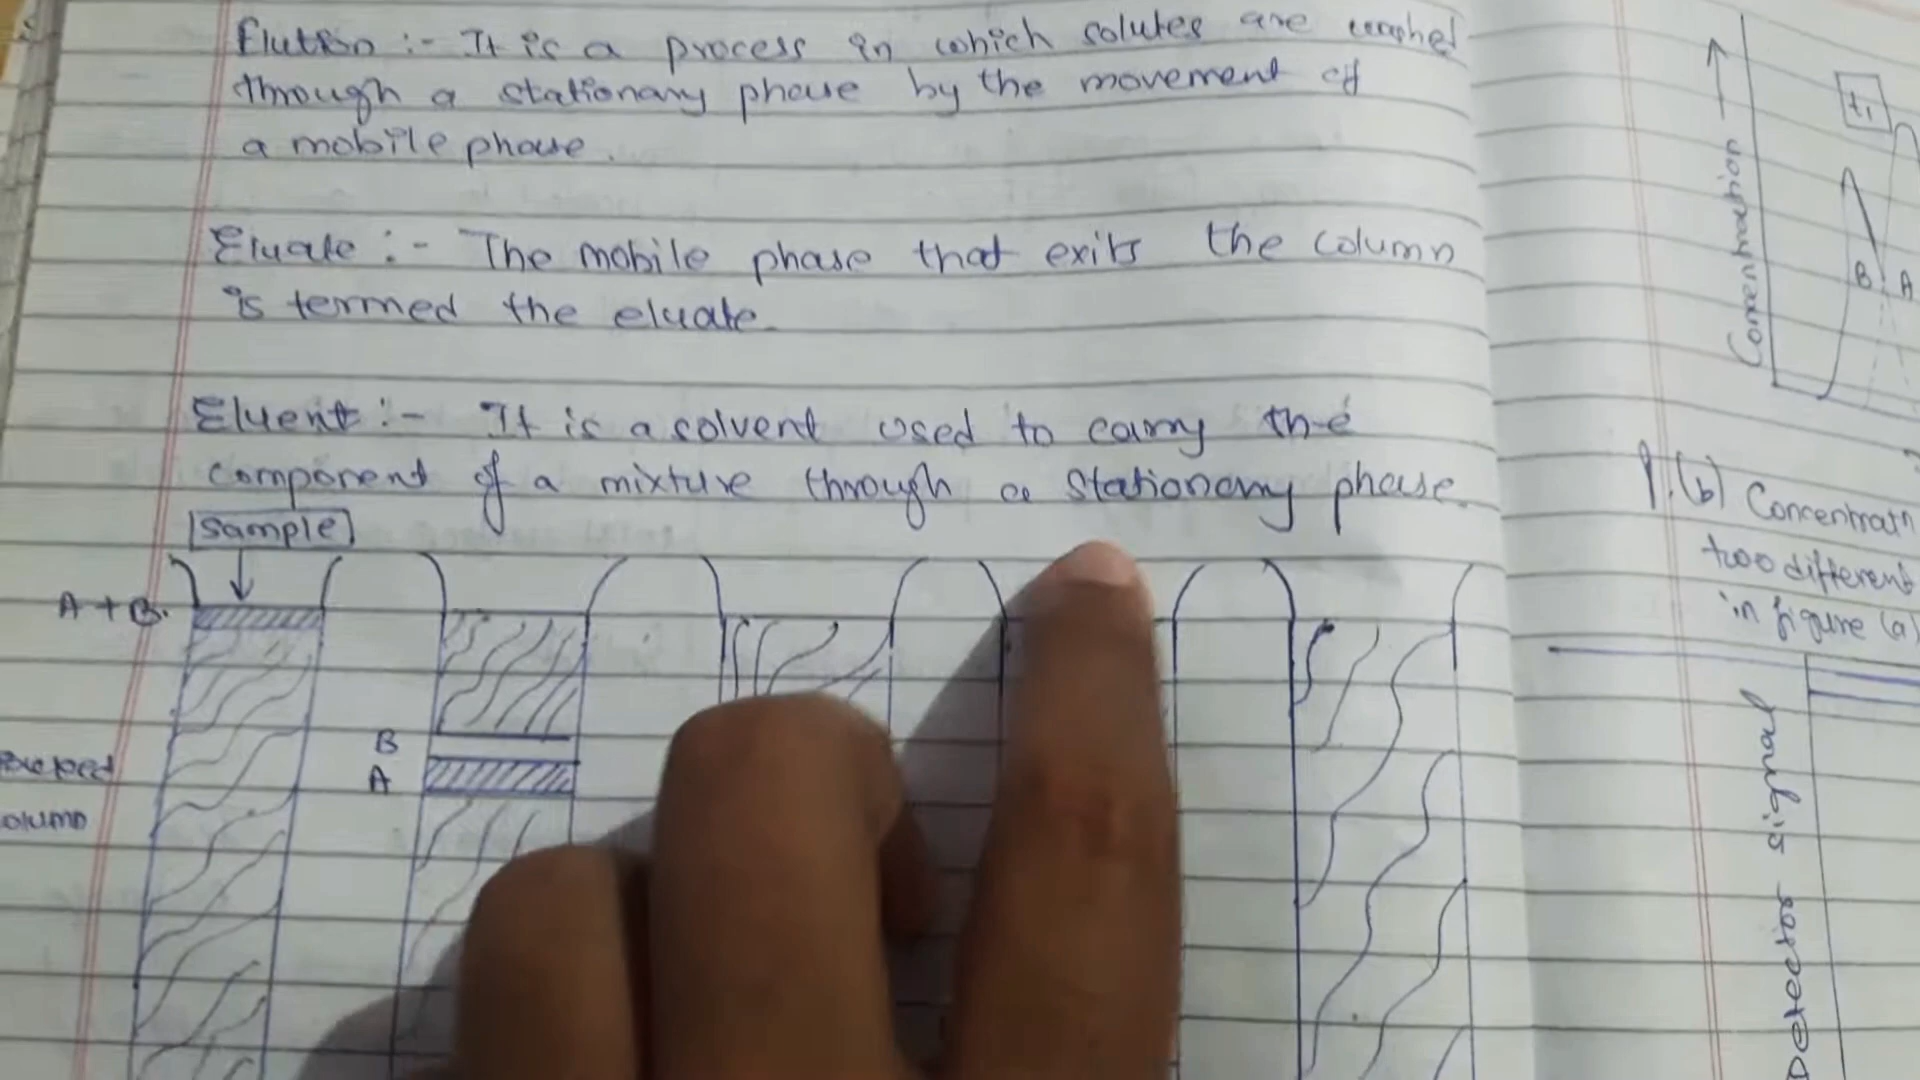 Elution :- It is a process in which solutes are washed
through a stationary phase by the movement of
a mobile phase.
Eluate :- The mobile phase that exits the column
is termed the eluate.
Eluent :- It is a solvent used to carry the
component of a mixture through a stationary phase.
Sample
A + B.
B
A
column
Concentration
t₁
B A
(b)
two different
in figure (a)
Detector signal